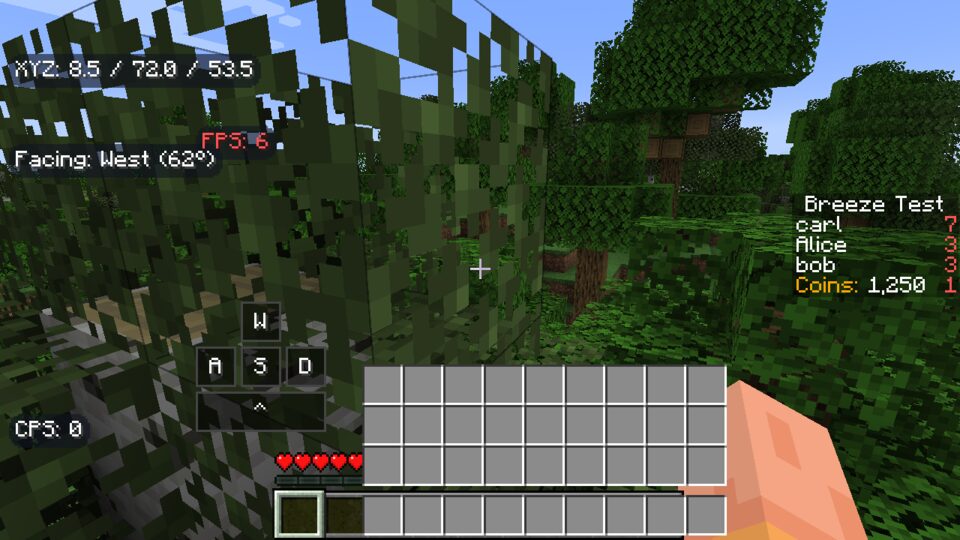 XYZ: 8.5 / 72.0 / 53.5
FPS: 6
Facing: West (62º)
Breeze Test
carl 7
Alice 3
bob 3
Coins: 1,250 1
W
A S D
^
CPS: 0